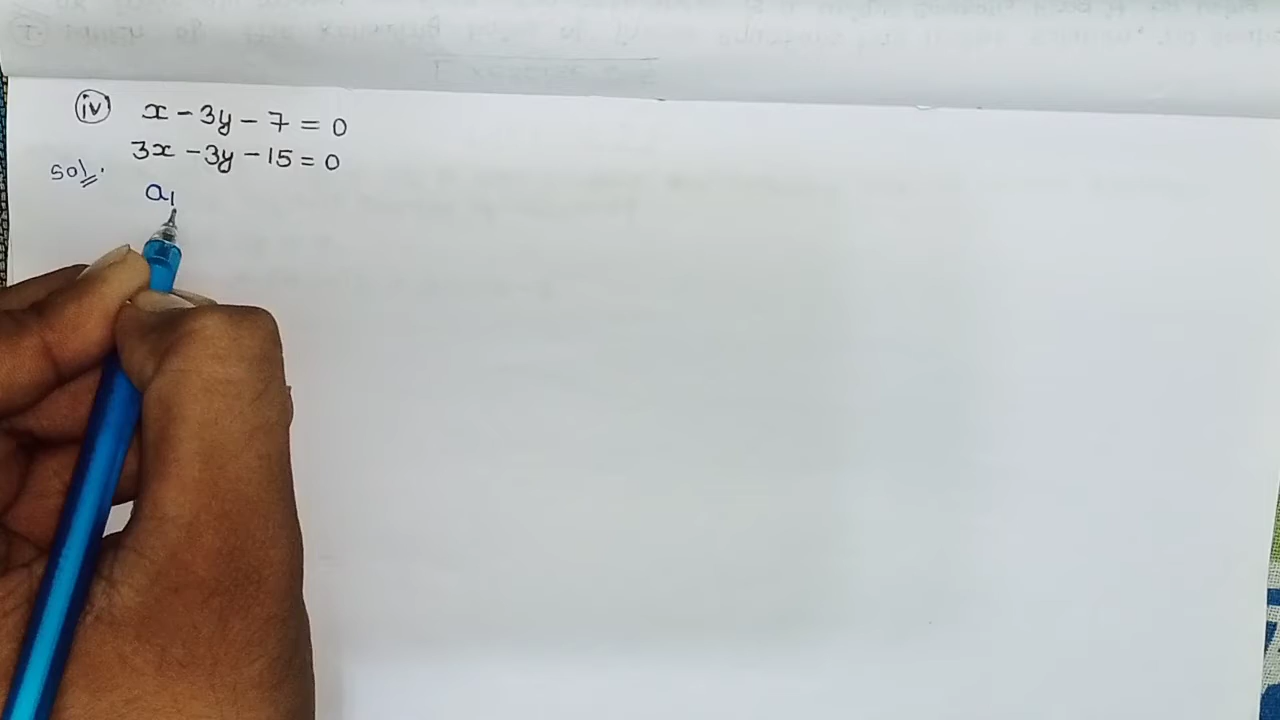 iv x - 3y - 7 = 0
3x - 3y - 15 = 0
Sol.
a₁